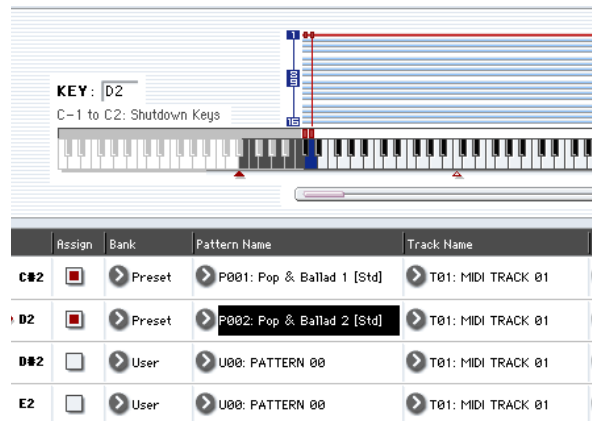 1
KEY: D2
C-1 to C2: Shutdown Keys
16
Assign Bank Pattern Name Track Name
C#2 Preset P001: Pop & Ballad 1 [Std] T01: MIDI TRACK 01
D2 Preset P002: Pop & Ballad 2 [Std] T01: MIDI TRACK 01
D#2 User U00: PATTERN 00 T01: MIDI TRACK 01
E2 User U00: PATTERN 00 T01: MIDI TRACK 01